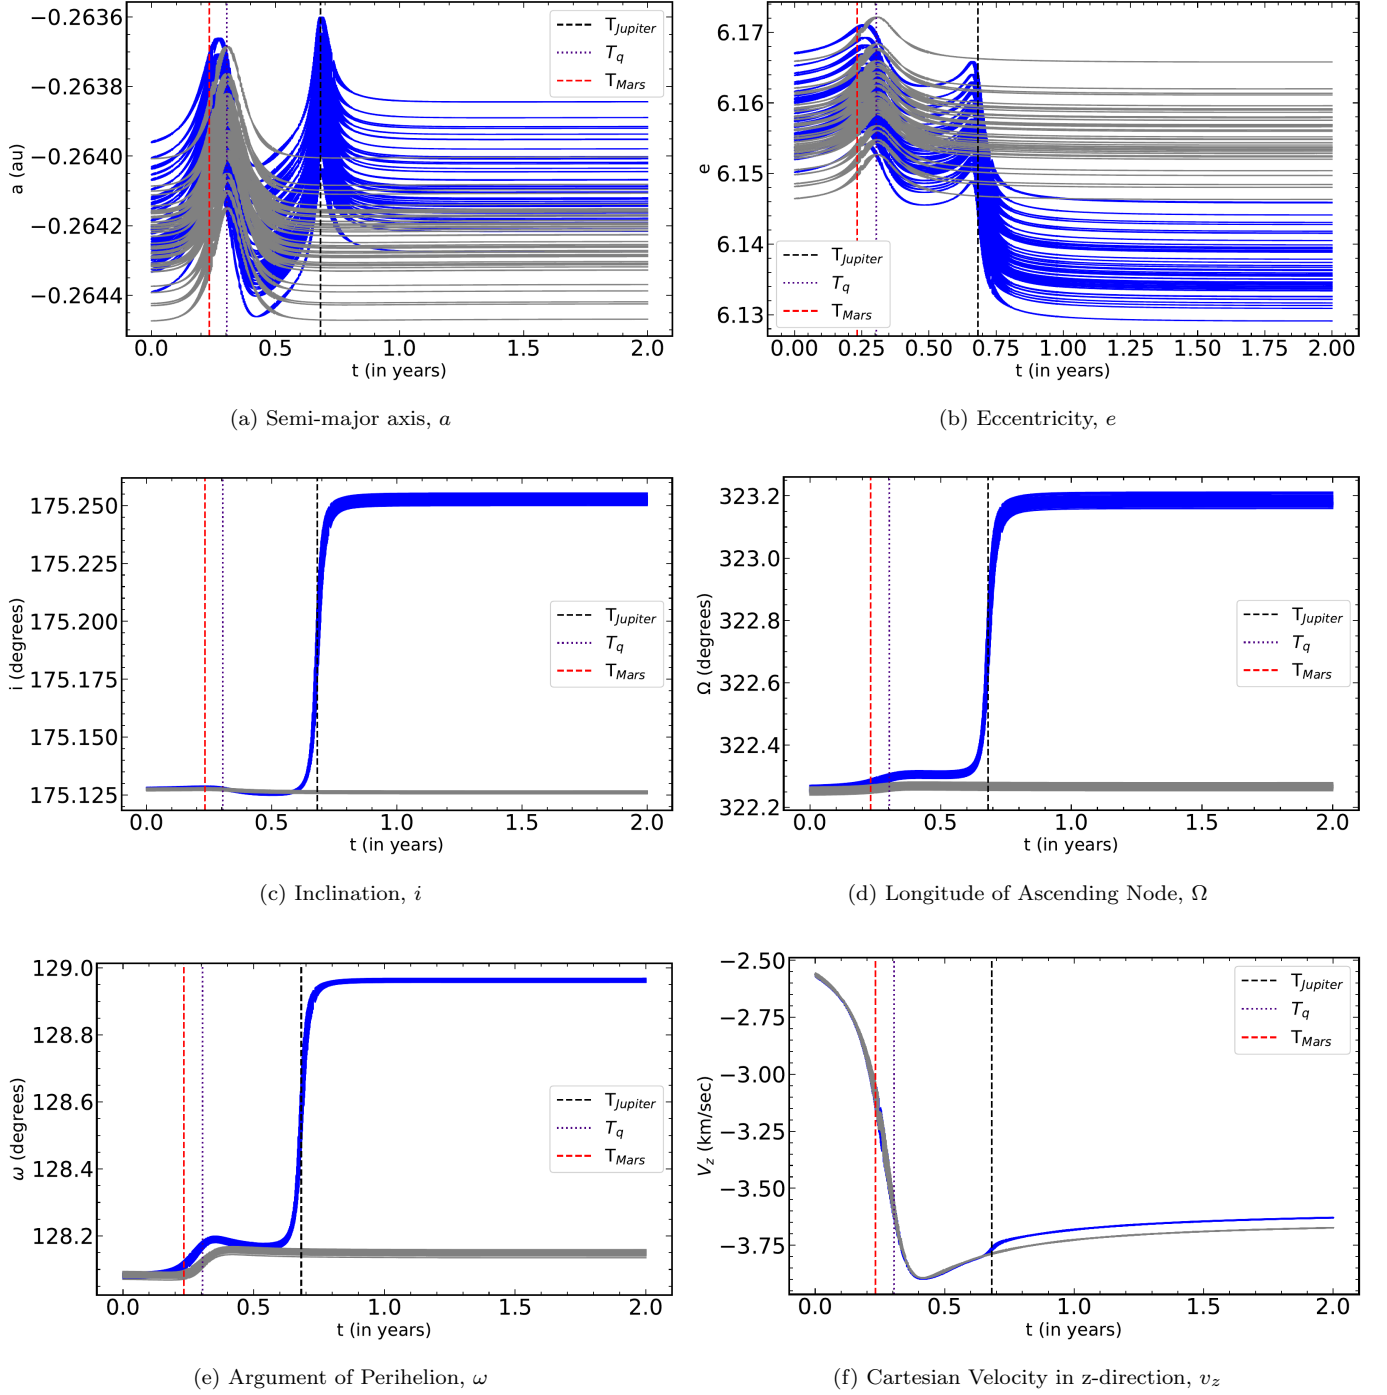 −0.2636
−0.2638
−0.2640
−0.2642
−0.2644
a (au)
0.0 0.5 1.0 1.5 2.0
t (in years)
T_Jupiter
T_q
T_Mars
(a) Semi-major axis, a
6.17
6.16
6.15
6.14
6.13
e
0.00 0.25 0.50 0.75 1.00 1.25 1.50 1.75 2.00
t (in years)
T_Jupiter
T_q
T_Mars
(b) Eccentricity, e
175.250
175.225
175.200
175.175
175.150
175.125
i (degrees)
0.0 0.5 1.0 1.5 2.0
t (in years)
T_Jupiter
T_q
T_Mars
(c) Inclination, i
323.2
323.0
322.8
322.6
322.4
322.2
Ω (degrees)
0.0 0.5 1.0 1.5 2.0
t (in years)
T_Jupiter
T_q
T_Mars
(d) Longitude of Ascending Node, Ω
129.0
128.8
128.6
128.4
128.2
ω (degrees)
0.0 0.5 1.0 1.5 2.0
t (in years)
T_Jupiter
T_q
T_Mars
(e) Argument of Perihelion, ω
−2.50
−2.75
−3.00
−3.25
−3.50
−3.75
V_z (km/sec)
0.0 0.5 1.0 1.5 2.0
t (in years)
T_Jupiter
T_q
T_Mars
(f) Cartesian Velocity in z-direction, v_z